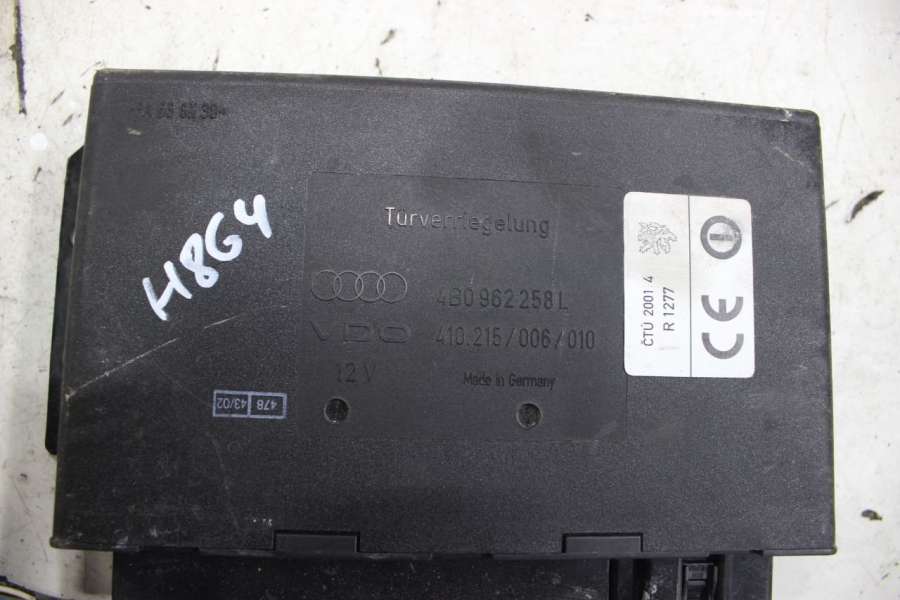 H8G4
Türverriegelung
4B0 962 258 L
VDO
410.215/006/010
12 V
Made in Germany
478
43/02
ČTÚ 2001 4
R 1277
CE